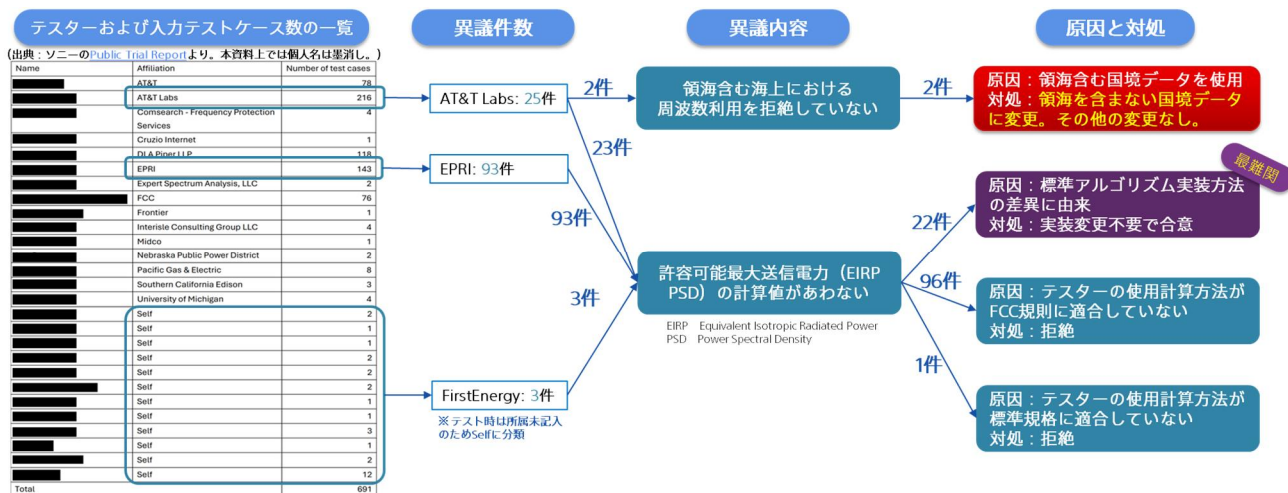 テスターおよび入力テストケース数の一覧
(出典：ソニーのPublic Trial Reportより。本資料上では個人名は墨消し。)
Name Affiliation Number of test cases
AT&T 78
AT&T Labs 216
Comsearch - Frequency Protection
Services 4
Cruzio Internet 1
DLA Piper LLP 118
EPRI 143
Expert Spectrum Analysis, LLC 2
FCC 76
Frontier 1
Interisle Consulting Group LLC 4
Midco 1
Nebraska Public Power District 2
Pacific Gas & Electric 8
Southern California Edison 3
University of Michigan 4
Self 2
Self 1
Self 1
Self 2
Self 2
Self 2
Self 1
Self 1
Self 3
Self 1
Self 2
Self 12
Total 691
異議件数
AT&T Labs: 25件
EPRI: 93件
FirstEnergy: 3件
※テスト時は所属未記入
のためSelfに分類
2件
23件
93件
3件
異議内容
領海含む海上における
周波数利用を拒絶していない
許容可能最大送信電力（EIRP
PSD）の計算値があわない
EIRP Equivalent Isotropic Radiated Power
PSD Power Spectral Density
2件
22件
96件
1件
原因と対処
原因：領海含む国境データを使用
対処：領海を含まない国境データ
に変更。その他の変更なし。
最難関
原因：標準アルゴリズム実装方法
の差異に由来
対処：実装変更不要で合意
原因：テスターの使用計算方法が
FCC規則に適合していない
対処：拒絶
原因：テスターの使用計算方法が
標準規格に適合していない
対処：拒絶